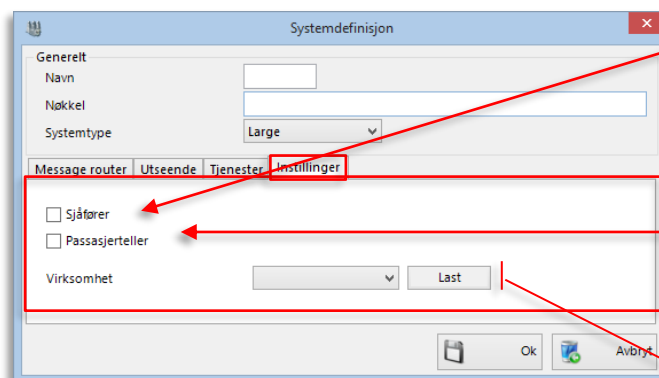 Systemdefinisjon
Generelt
Navn
Nøkkel
Systemtype Large
Message router Utseende Tjenester Instillinger
Sjåfører
Passasjerteller
Virksomhet Last
Ok Avbryt